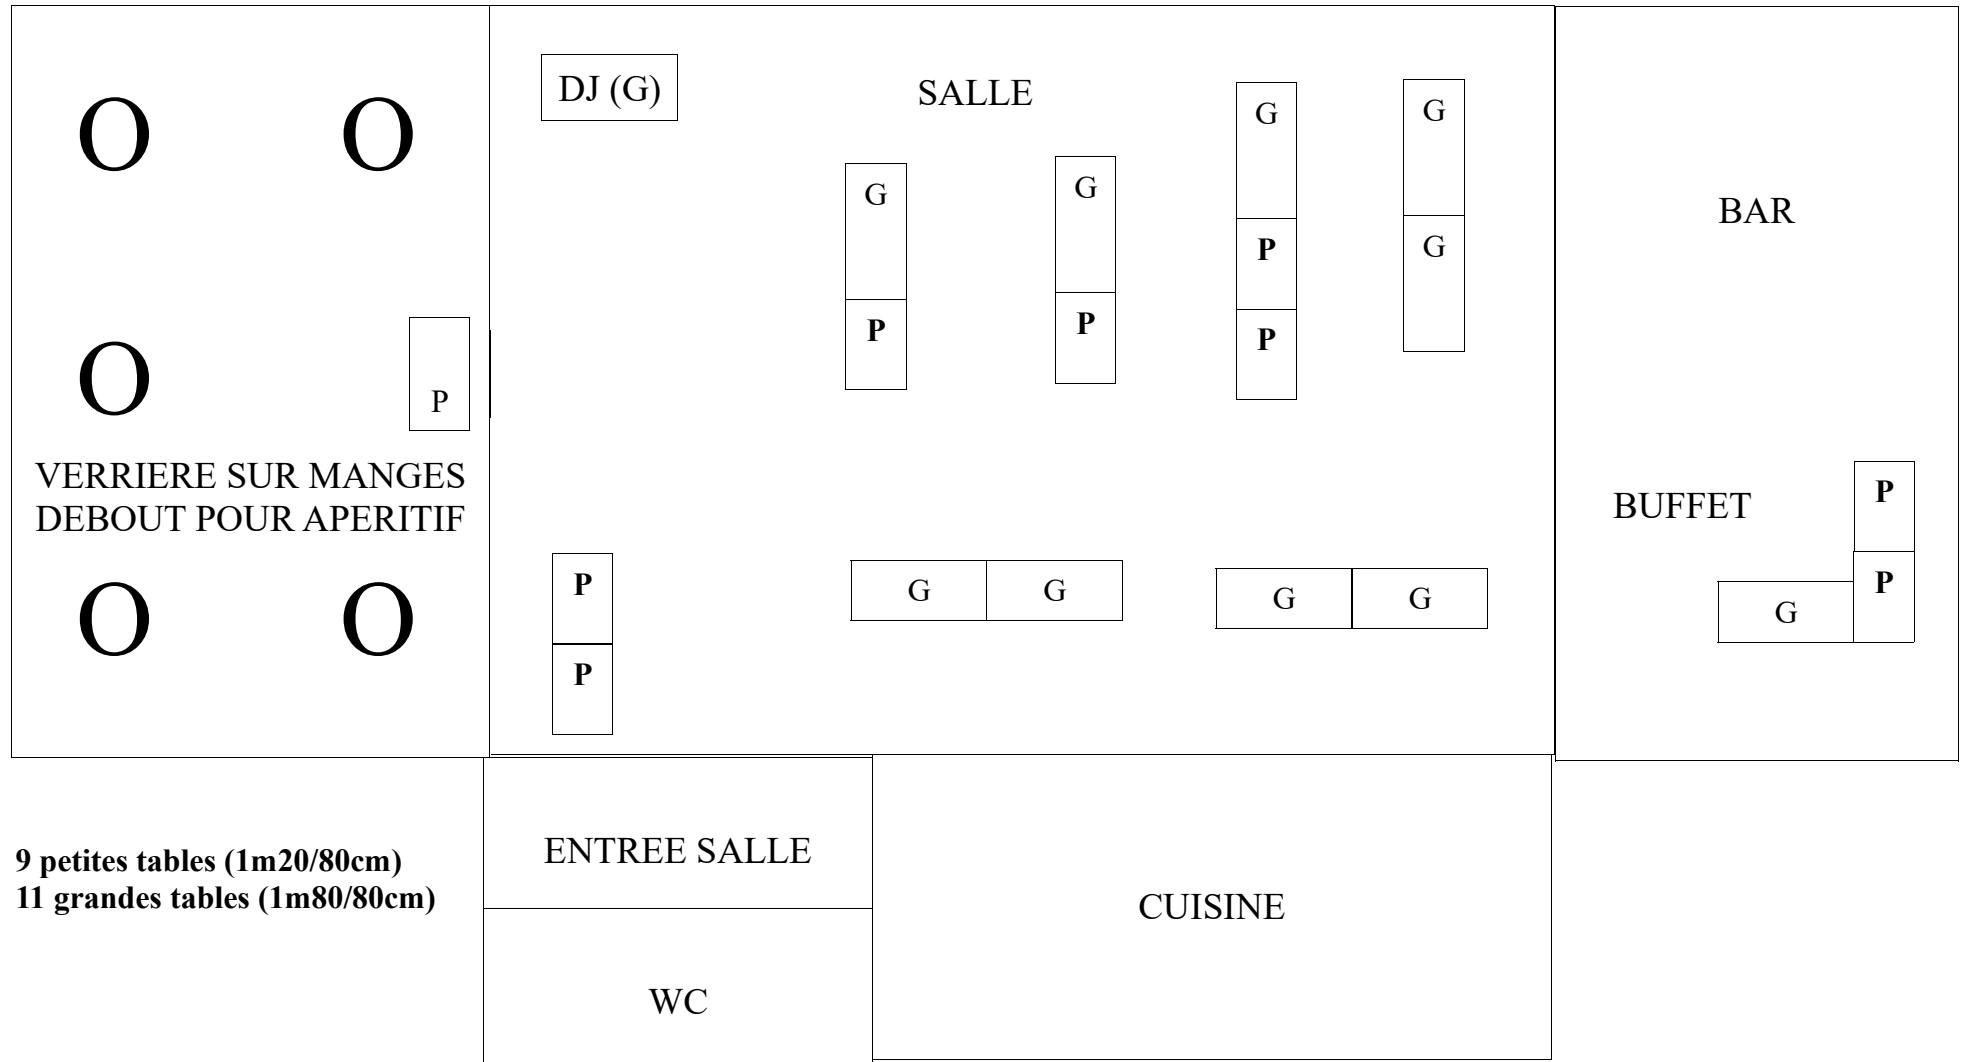 O
O
DJ (G)
SALLE
G
G
G
G
BAR
G
P
G
P
P
P
O
P
VERRIERE SUR MANGES
DEBOUT POUR APERITIF
BUFFET
P
P
O
O
P
P
G
G
G
G
G
ENTREE SALLE
9 petites tables (1m20/80cm)
11 grandes tables (1m80/80cm)
CUISINE
WC